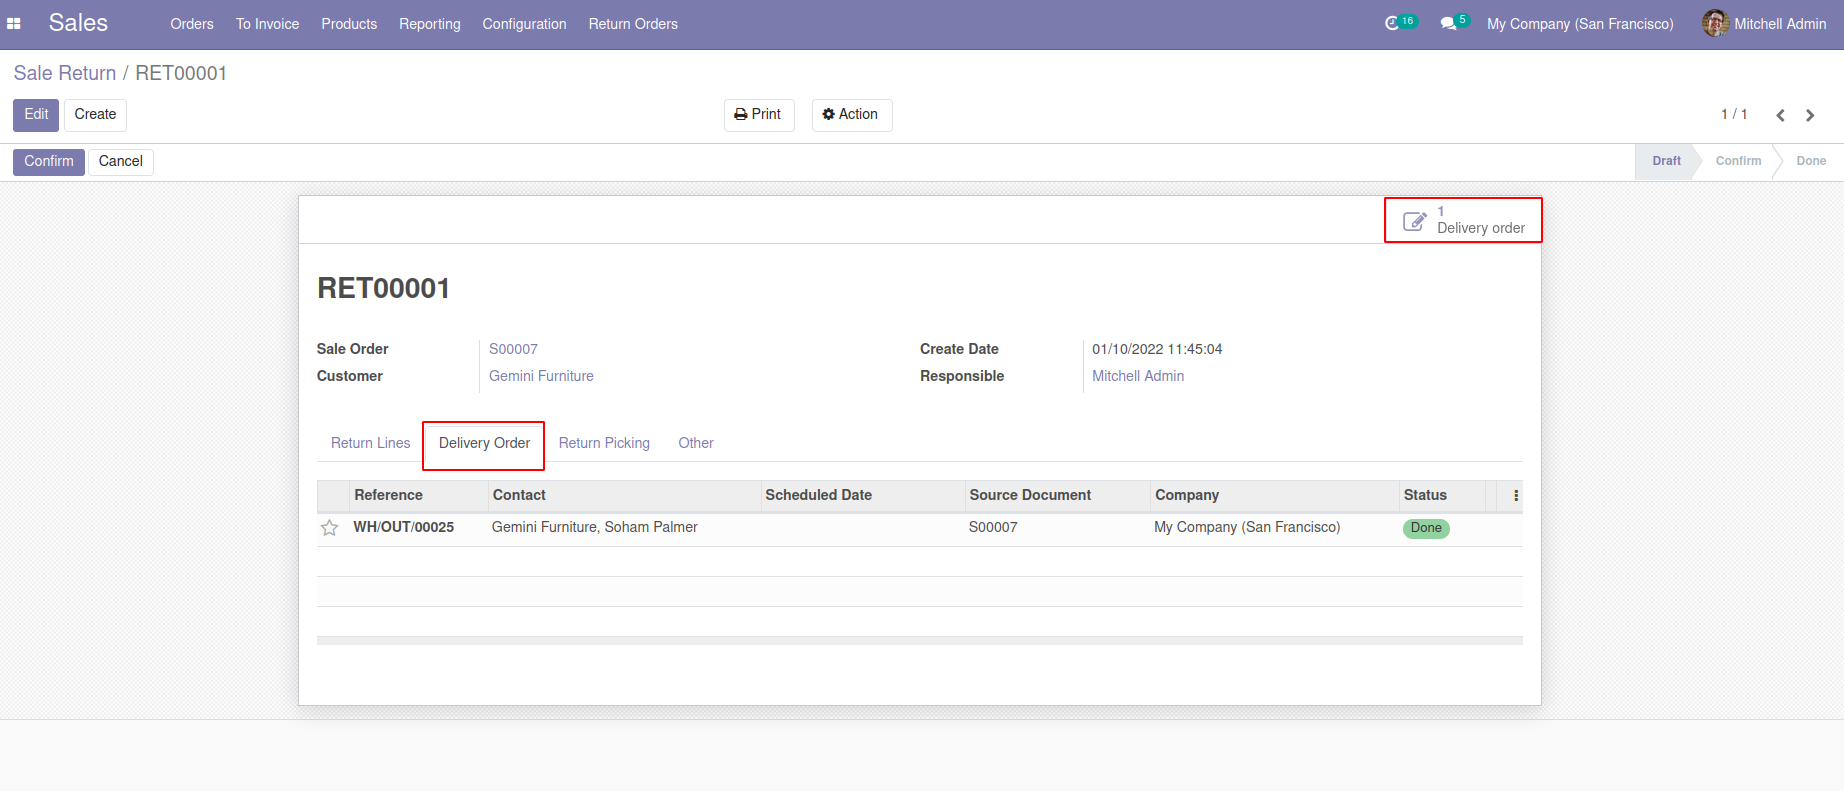 Sales Orders To Invoice Products Reporting Configuration Return Orders 16 5 My Company (San Francisco) Mitchell Admin
Sale Return / RET00001
Edit Create Print Action 1 / 1
Confirm Cancel Draft Confirm Done
1
Delivery order
RET00001
Sale Order S00007 Create Date 01/10/2022 11:45:04
Customer Gemini Furniture Responsible Mitchell Admin
Return Lines Delivery Order Return Picking Other
Reference Contact Scheduled Date Source Document Company Status
WH/OUT/00025 Gemini Furniture, Soham Palmer S00007 My Company (San Francisco) Done